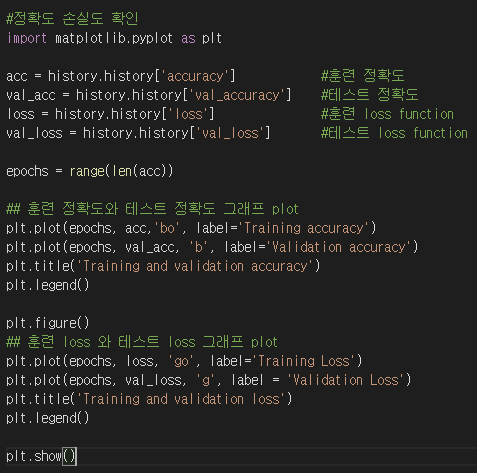 #정확도 손실도 확인
import matplotlib.pyplot as plt
acc = history.history['accuracy'] #훈련 정확도
val_acc = history.history['val_accuracy'] #테스트 정확도
loss = history.history['loss'] #훈련 loss function
val_loss = history.history['val_loss'] #테스트 loss function
epochs = range(len(acc))
## 훈련 정확도와 테스트 정확도 그래프 plot
plt.plot(epochs, acc,'bo', label='Training accuracy')
plt.plot(epochs, val_acc, 'b', label='Validation accuracy')
plt.title('Training and validation accuracy')
plt.legend()
plt.figure()
## 훈련 loss 와 테스트 loss 그래프 plot
plt.plot(epochs, loss, 'go', label='Training Loss')
plt.plot(epochs, val_loss, 'g', label = 'Validation Loss')
plt.title('Training and validation loss')
plt.legend()
plt.show()